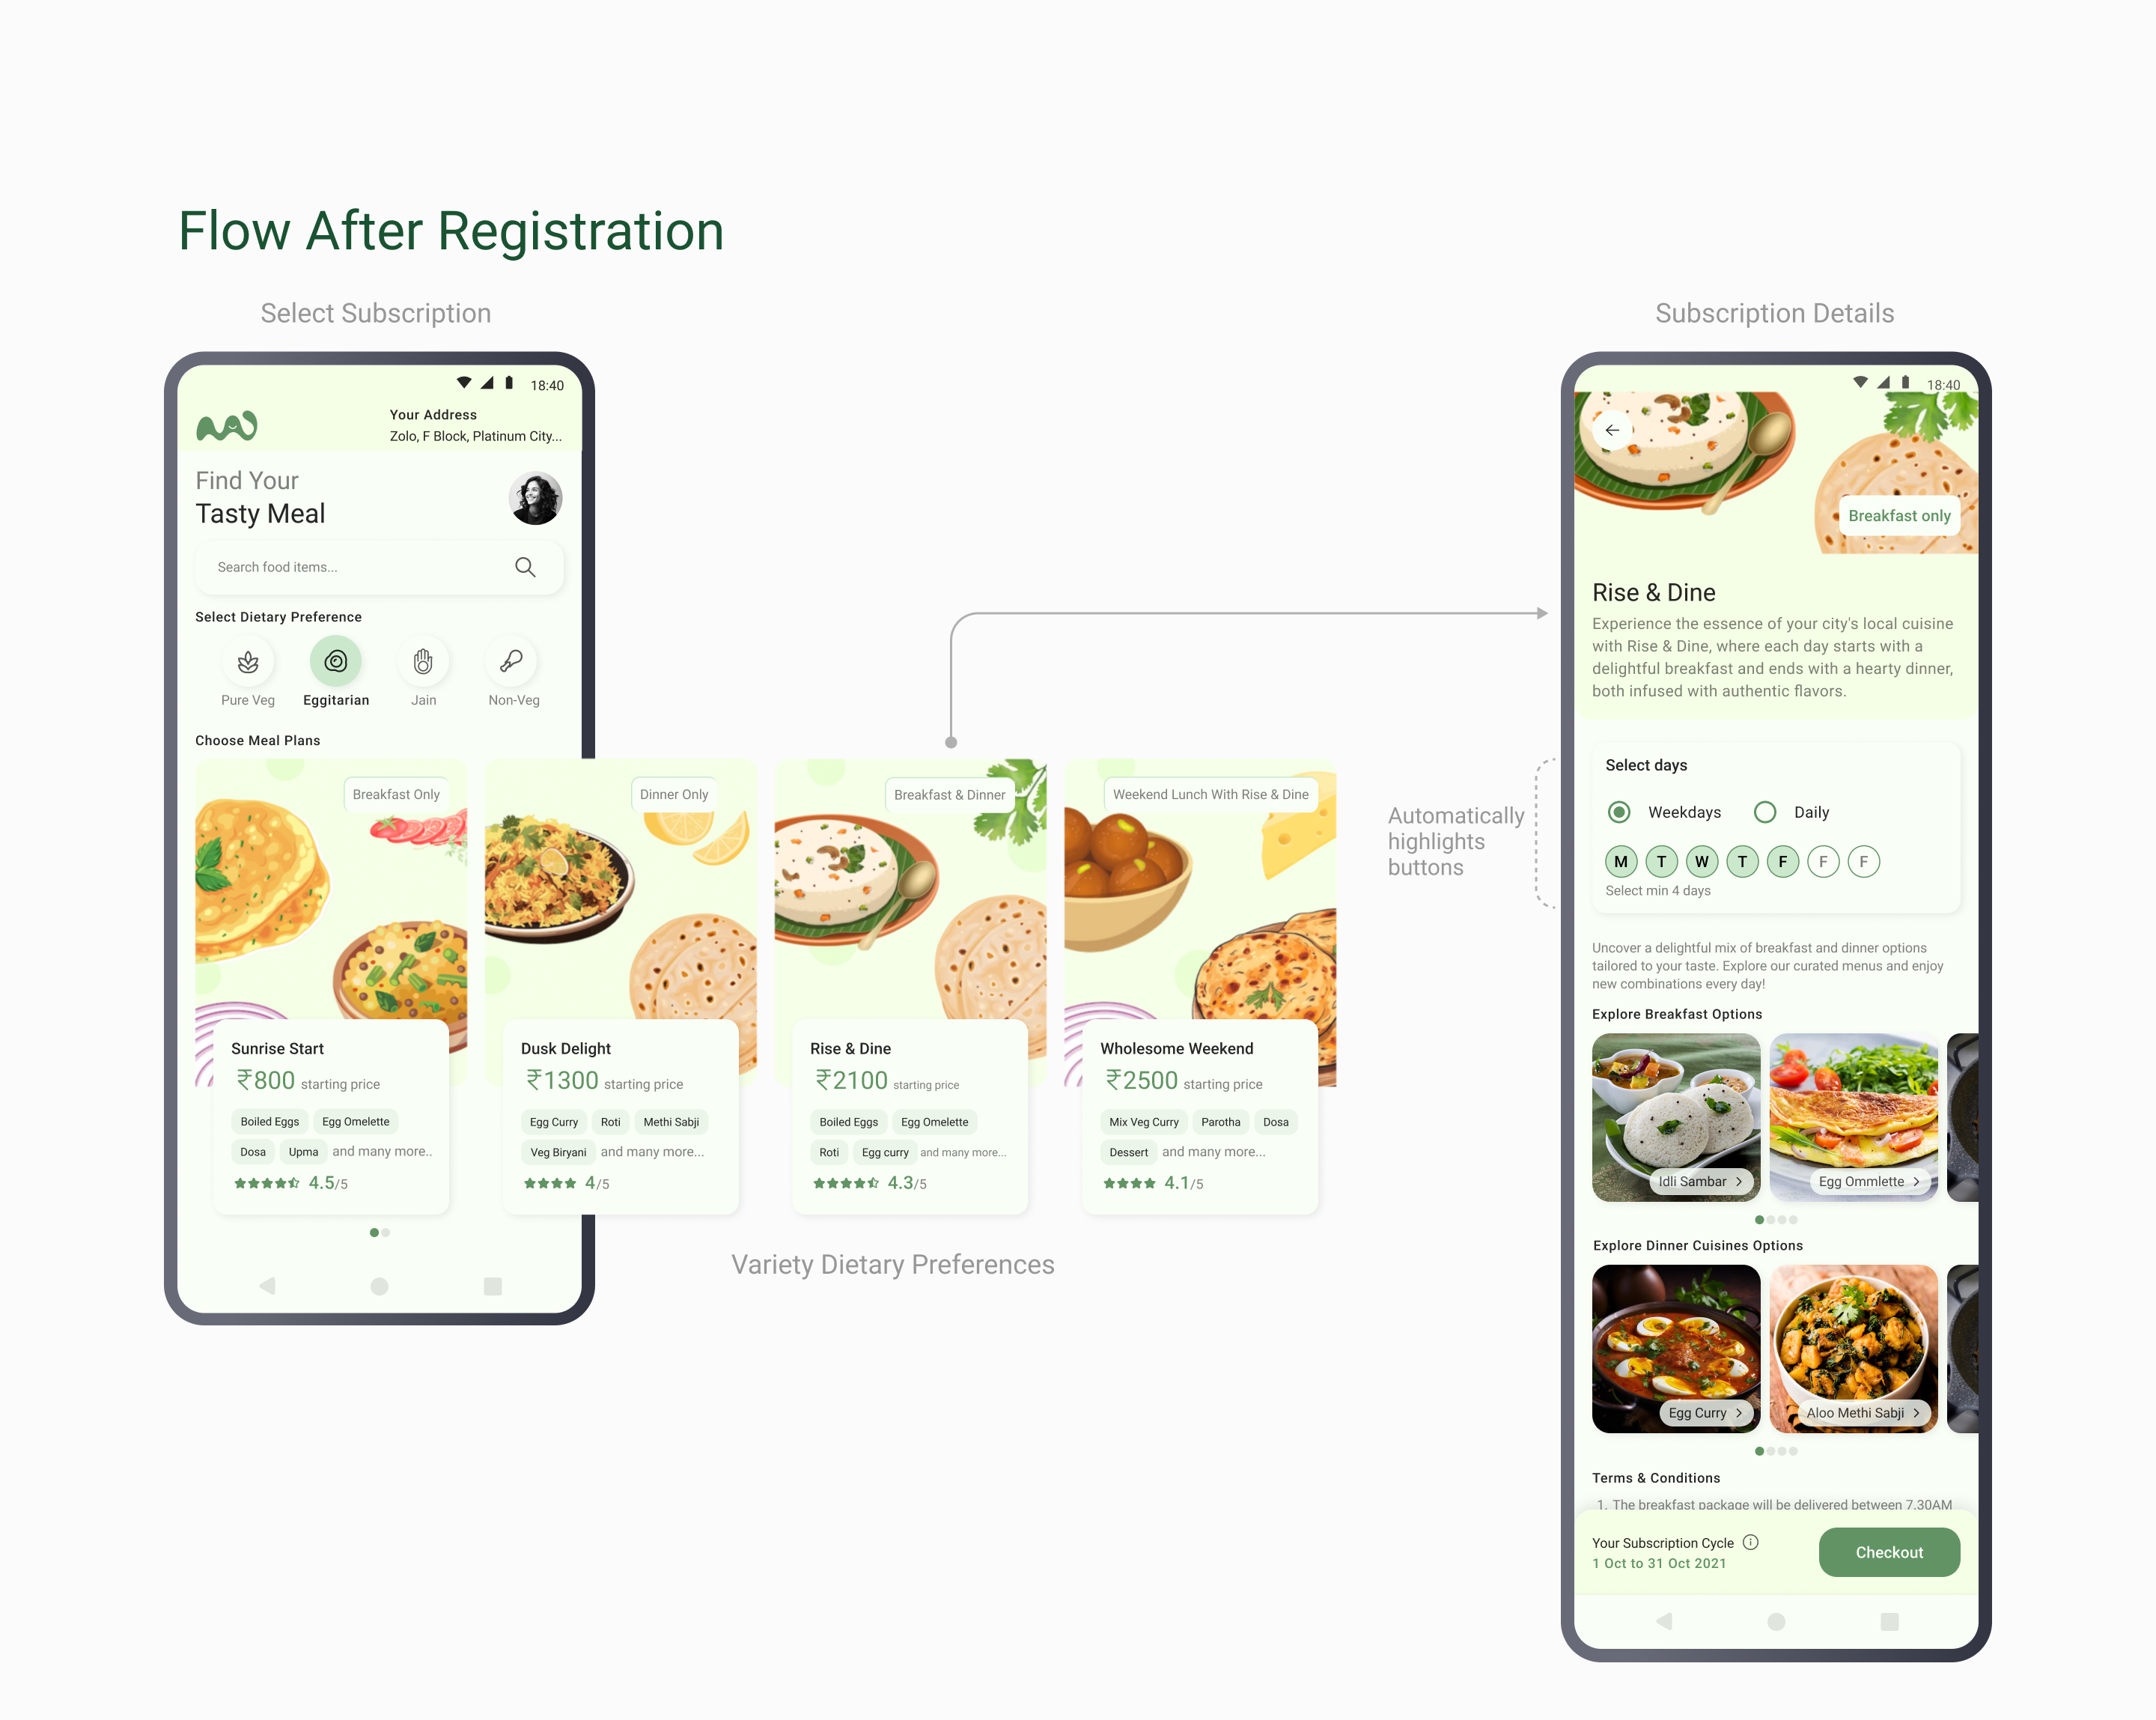 Flow After Registration
Select Subscription
18:40
Your Address
Zolo, F Block, Platinum City...
Find Your
Tasty Meal
Search food items...
Select Dietary Preference
Pure Veg
Eggitarian
Jain
Non-Veg
Choose Meal Plans
Breakfast Only
Sunrise Start
₹800 starting price
Boiled Eggs Egg Omelette
Dosa Upma and many more..
4.5/5
Dinner Only
Dusk Delight
₹1300 starting price
Egg Curry Roti Methi Sabji
Veg Biryani and many more...
4/5
Breakfast & Dinner
Rise & Dine
₹2100 starting price
Boiled Eggs Egg Omelette
Roti Egg curry and many more...
4.3/5
Weekend Lunch With Rise & Dine
Wholesome Weekend
₹2500 starting price
Mix Veg Curry Parotha Dosa
Dessert and many more...
4.1/5
Variety Dietary Preferences
Automatically
highlights
buttons
Subscription Details
18:40
Breakfast only
Rise & Dine
Experience the essence of your city's local cuisine
with Rise & Dine, where each day starts with a
delightful breakfast and ends with a hearty dinner,
both infused with authentic flavors.
Select days
Weekdays
Daily
M T W T F F F
Select min 4 days
Uncover a delightful mix of breakfast and dinner options
tailored to your taste. Explore our curated menus and enjoy
new combinations every day!
Explore Breakfast Options
Idli Sambar
Egg Ommlette
Explore Dinner Cuisines Options
Egg Curry
Aloo Methi Sabji
Terms & Conditions
1. The breakfast package will be delivered between 7.30AM
Your Subscription Cycle
1 Oct to 31 Oct 2021
Checkout